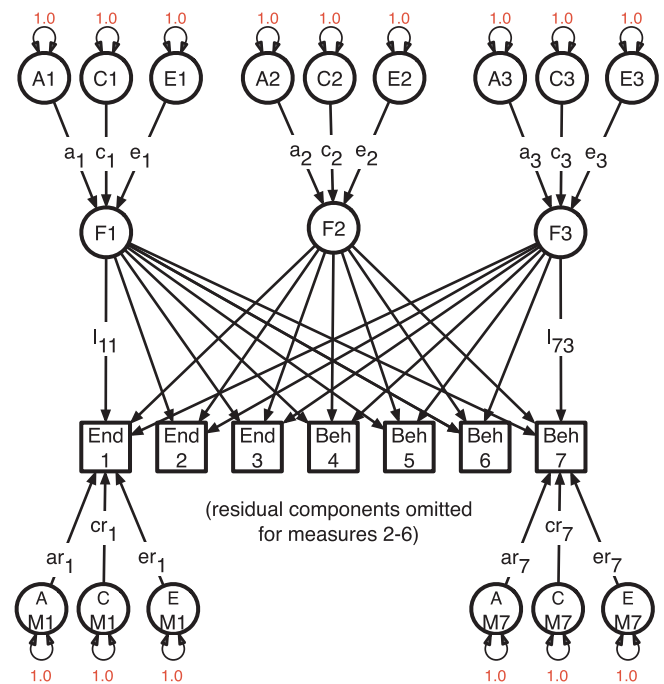 1.0 1.0 1.0 1.0 1.0 1.0 1.0 1.0 1.0
A1 C1 E1 A2 C2 E2 A3 C3 E3
a1 c1 e1 a2 c2 e2 a3 c3 e3
F1 F2 F3
l11 l73
End End End Beh Beh Beh Beh
1 2 3 4 5 6 7
(residual components omitted
for measures 2-6)
ar1 cr1 er1 ar7 cr7 er7
A C E A C E
M1 M1 M1 M7 M7 M7
1.0 1.0 1.0 1.0 1.0 1.0